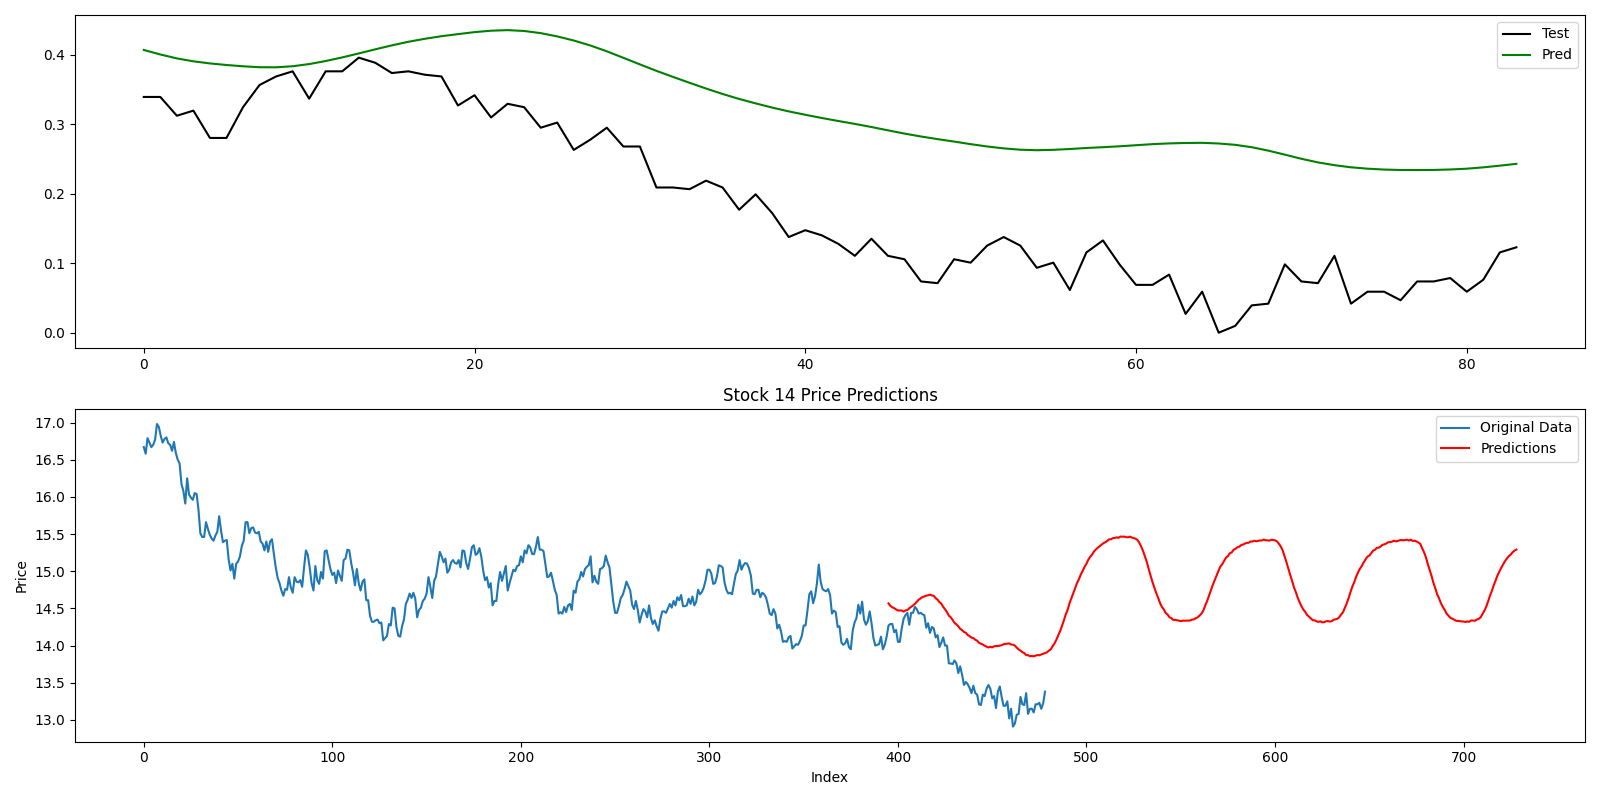 Test
Pred
0.4
0.3
0.2
0.1
0.0
0 20 40 60 80
Stock 14 Price Predictions
Original Data
Predictions
17.0
16.5
16.0
15.5
15.0
14.5
14.0
13.5
13.0
Price
0 100 200 300 400 500 600 700
Index